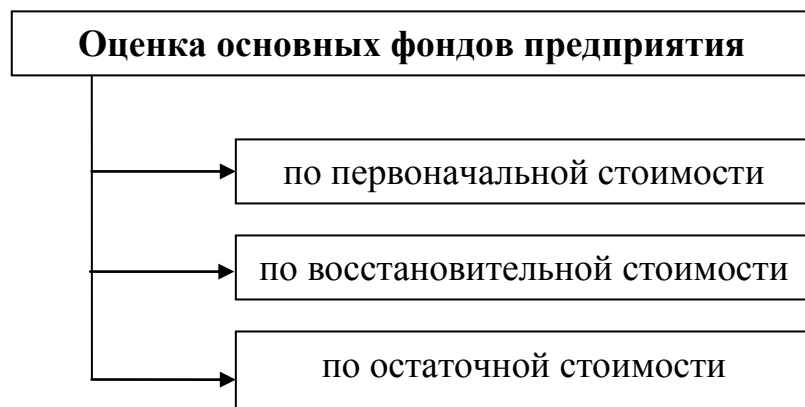 Оценка основных фондов предприятия
по первоначальной стоимости
по восстановительной стоимости
по остаточной стоимости